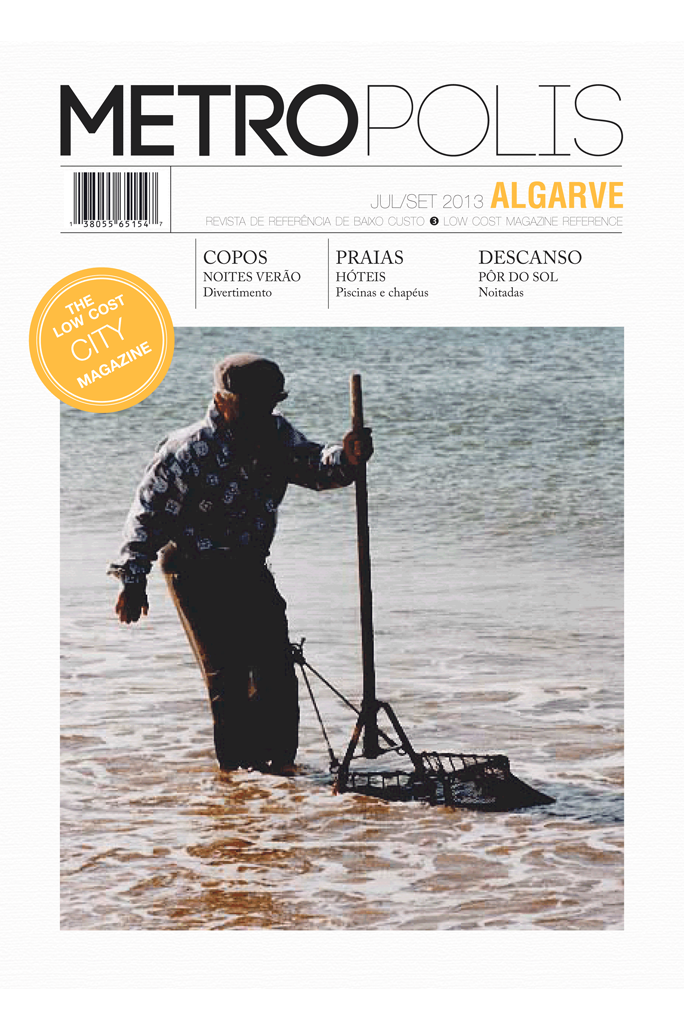 METROPOLIS
JUL/SET 2013 ALGARVE
REVISTA DE REFERÊNCIA DE BAIXO CUSTO 3 LOW COST MAGAZINE REFERENCE
1 38055 65154 7
COPOS
NOITES VERÃO
Divertimento
PRAIAS
HÓTEIS
Piscinas e chapéus
DESCANSO
PÔR DO SOL
Noitadas
THE
LOW COST
CITY
MAGAZINE